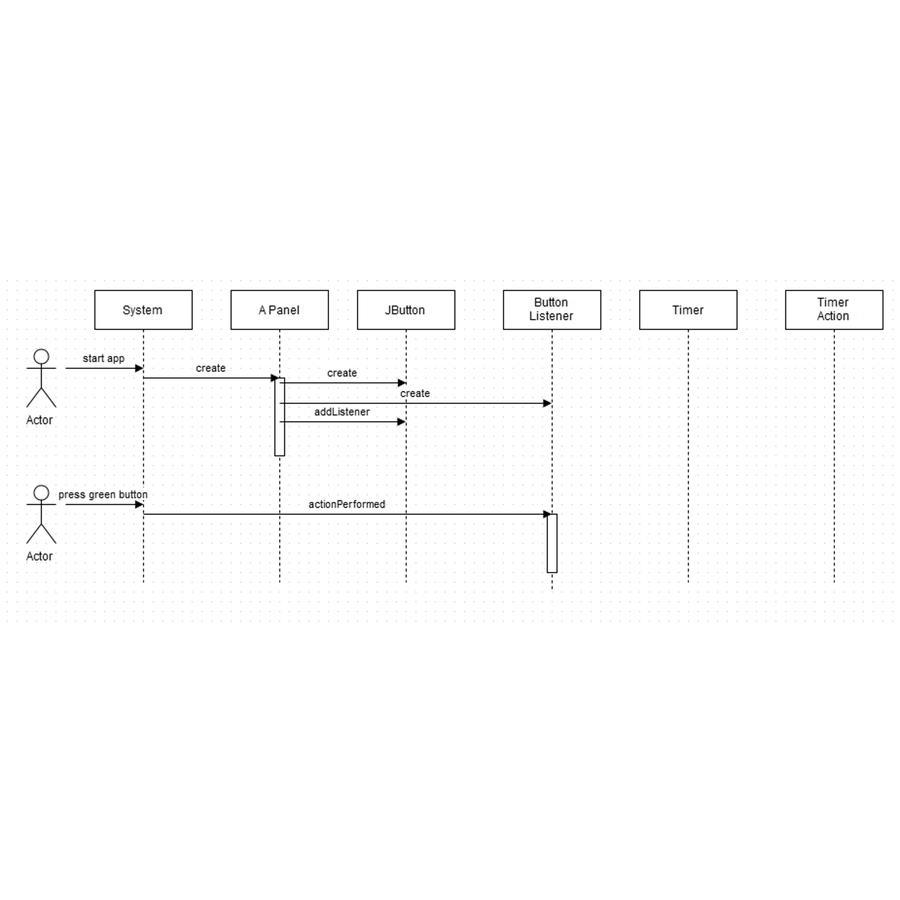 System
A Panel
JButton
Button
Listener
Timer
Timer
Action
start app
create
create
create
addListener
Actor
press green button
actionPerformed
Actor